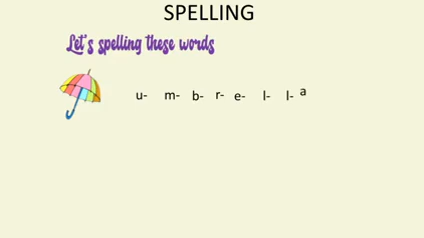 SPELLING
Let's spelling these words
u- m- b- r- e- l- l- a